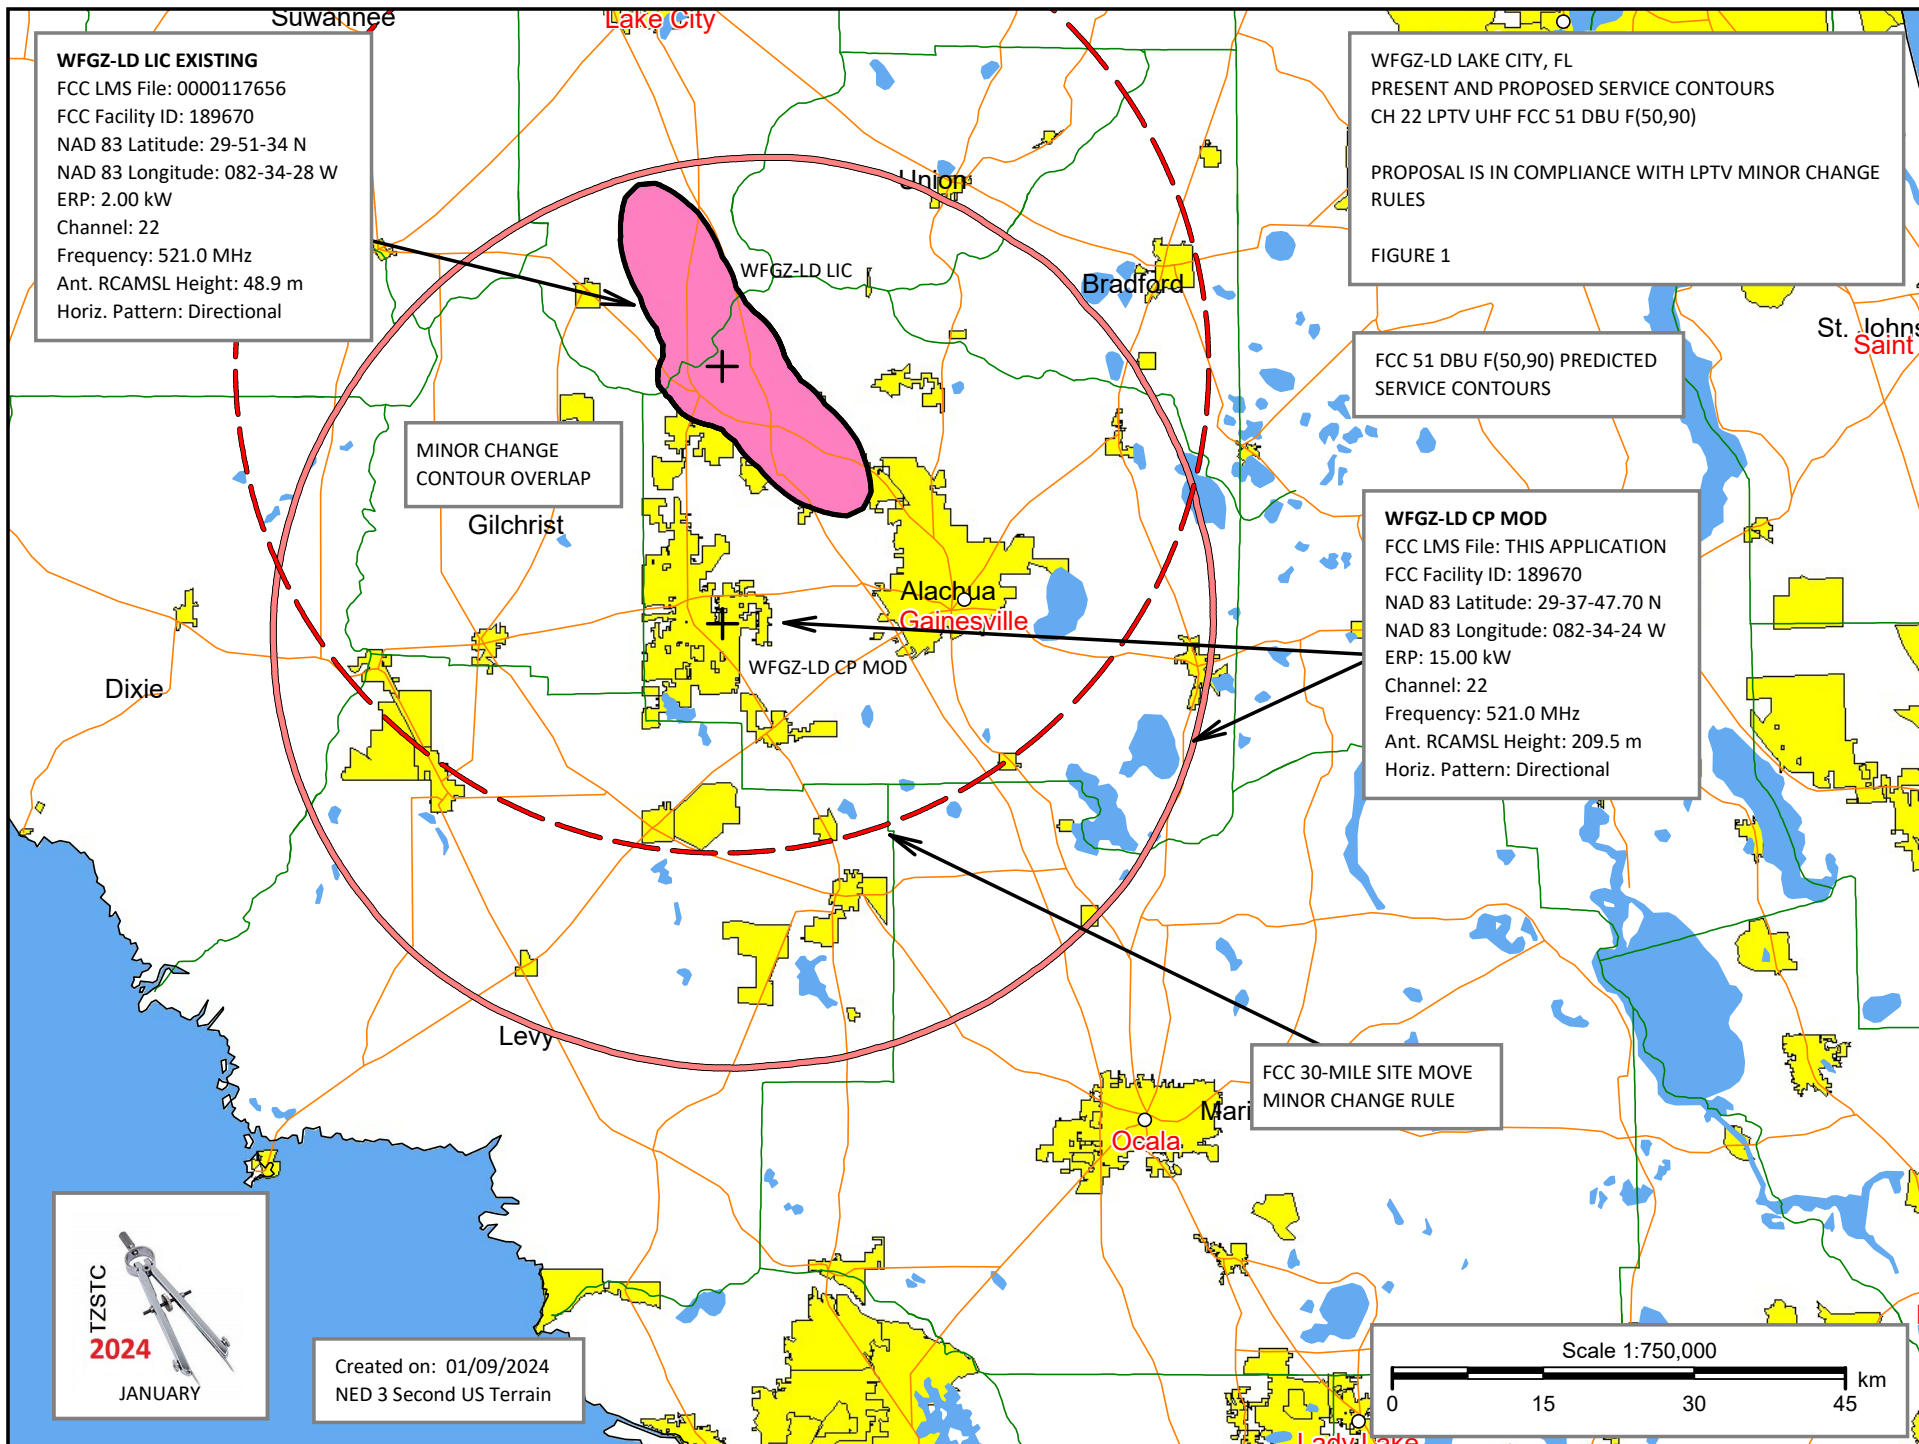 Suwannee
Lake City
WFGZ-LD LIC EXISTING
FCC LMS File: 0000117656
FCC Facility ID: 189670
NAD 83 Latitude: 29-51-34 N
NAD 83 Longitude: 082-34-28 W
ERP: 2.00 kW
Channel: 22
Frequency: 521.0 MHz
Ant. RCAMSL Height: 48.9 m
Horiz. Pattern: Directional
WFGZ-LD LAKE CITY, FL
PRESENT AND PROPOSED SERVICE CONTOURS
CH 22 LPTV UHF FCC 51 DBU F(50,90)
PROPOSAL IS IN COMPLIANCE WITH LPTV MINOR CHANGE
RULES
FIGURE 1
Union
WFGZ-LD LIC
Bradford
St. Johns
Saint
FCC 51 DBU F(50,90) PREDICTED
SERVICE CONTOURS
MINOR CHANGE
CONTOUR OVERLAP
Gilchrist
WFGZ-LD CP MOD
FCC LMS File: THIS APPLICATION
FCC Facility ID: 189670
NAD 83 Latitude: 29-37-47.70 N
NAD 83 Longitude: 082-34-24 W
ERP: 15.00 kW
Channel: 22
Frequency: 521.0 MHz
Ant. RCAMSL Height: 209.5 m
Horiz. Pattern: Directional
Alachua
Gainesville
WFGZ-LD CP MOD
Dixie
Levy
FCC 30-MILE SITE MOVE
MINOR CHANGE RULE
Mari
Ocala
TZSTC
2024
JANUARY
Created on: 01/09/2024
NED 3 Second US Terrain
Scale 1:750,000
km
0 15 30 45
Lady Lake